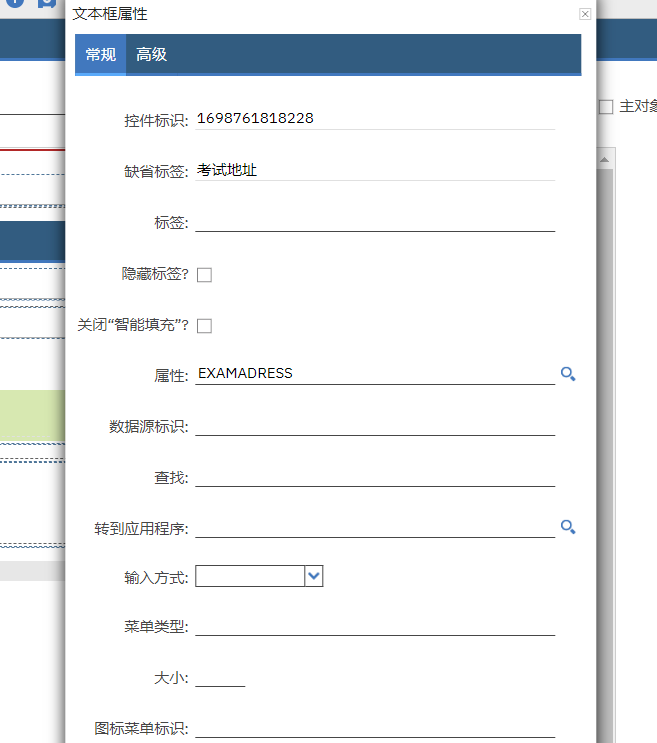 文本框属性
常规 高级
主对象
控件标识: 1698761818228
缺省标签: 考试地址
标签:
隐藏标签?
关闭“智能填充”?
属性: EXAMADRESS
数据源标识:
查找:
转到应用程序:
输入方式:
菜单类型:
大小:
图标菜单标识: